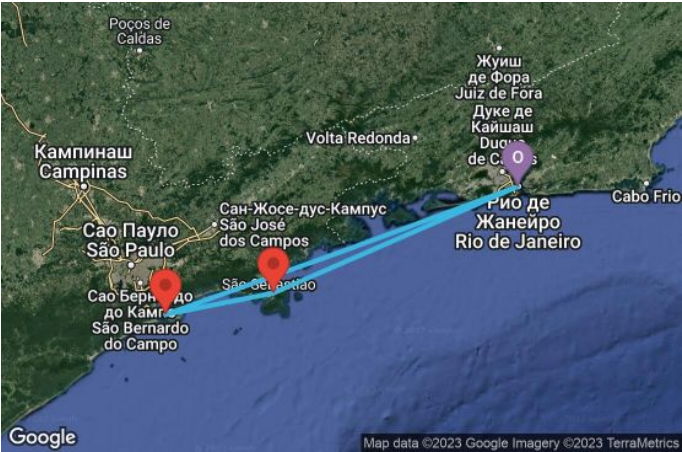 Poços de
Caldas
Жуиш
де Фора
Juiz de Fora
Дуке де
Кайшаш
Duque
de C
s
O
Volta Redonda
Кампинаш
Campinas
Cabo Frio
Рио де
Жанейро
Rio de Janeiro
Сан-Жосе-дус-Кампус
São José
dos Campos
Сао Пауло
São Paulo
São Sebastião
Сао Бернардо
до Кампо
São Bernardo
do Campo
Google
Map data ©2023 Google Imagery ©2023 TerraMetrics